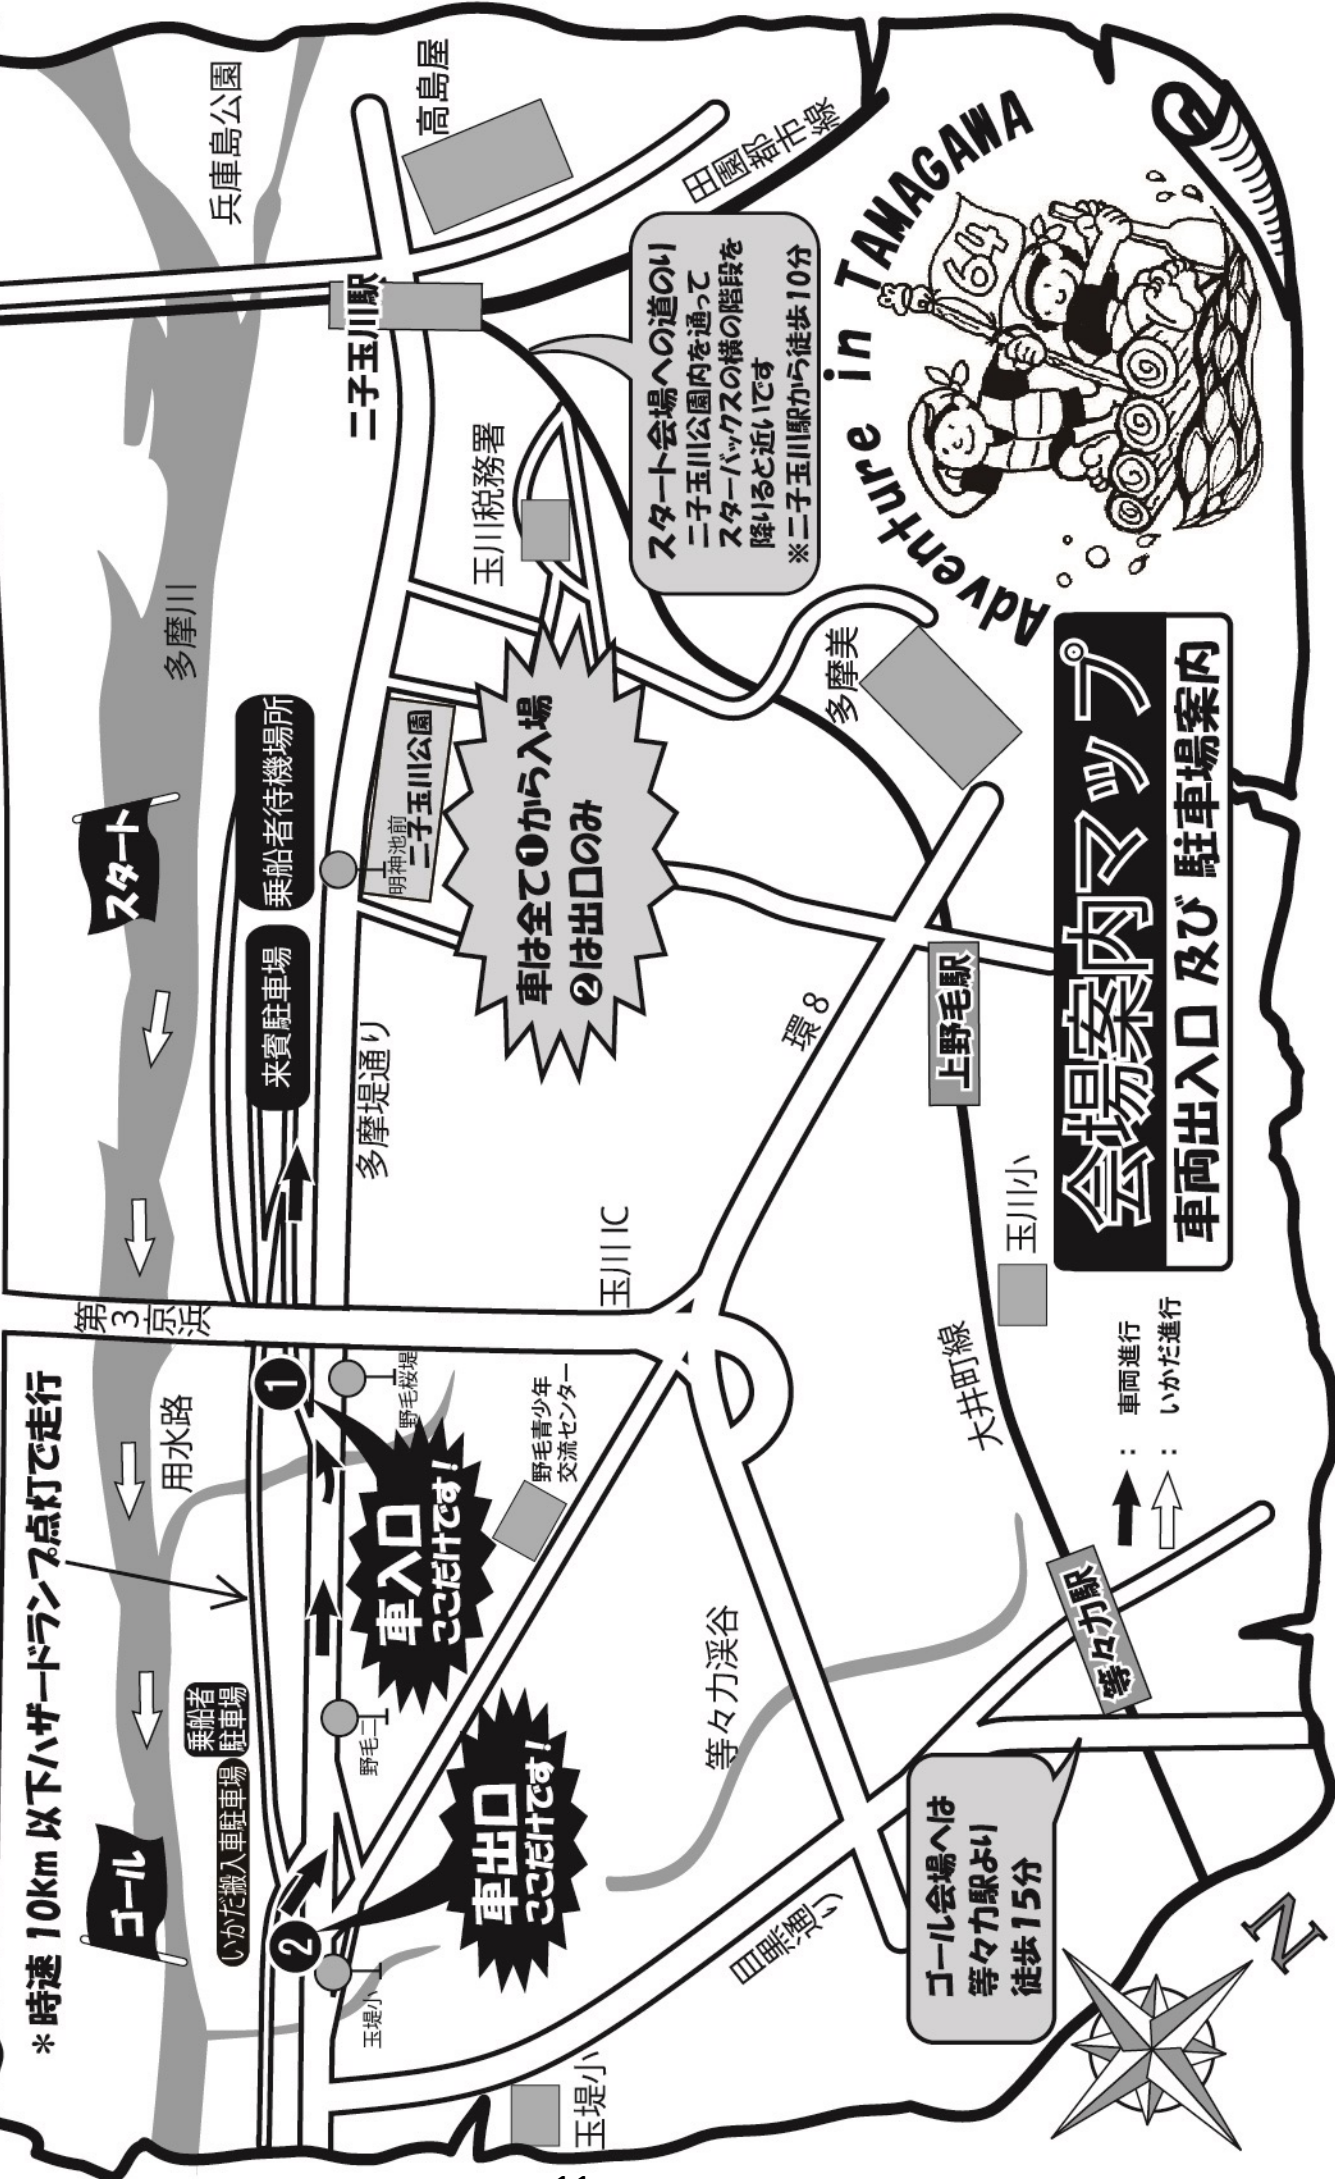 *時速 10km 以下ハザードランプ点灯で走行
ゴール
スタート
兵庫島公園
多摩川
第3京浜
用水路
いかだ搬入車駐車場
乗船者
駐車場
来賓駐車場
乗船者待機場所
高島屋
二子玉川駅
2
1
玉堤小
野毛二
野毛桜堤
多摩堤通り
明神池前
二子玉川公園
玉川税務署
田園都市線
車出口
ここだけです!
車入口
ここだけです!
野毛青少年
交流センター
玉川IC
車は全て❶から入場
❷は出口のみ
スタート会場への道のり
二子玉川公園内を通って
スターバックスの横の階段を
降りると近いです
※二子玉川駅から徒歩10分
玉堤小
目黒通り
等々力渓谷
環8
多摩美
上野毛駅
大井町線
玉川小
等々力駅
ゴール会場へは
等々力駅より
徒歩15分
N
:車両進行
:いかだ進行
会場案内マップ
車両出入口 及び 駐車場案内
Adventure in TAMAGAWA
64